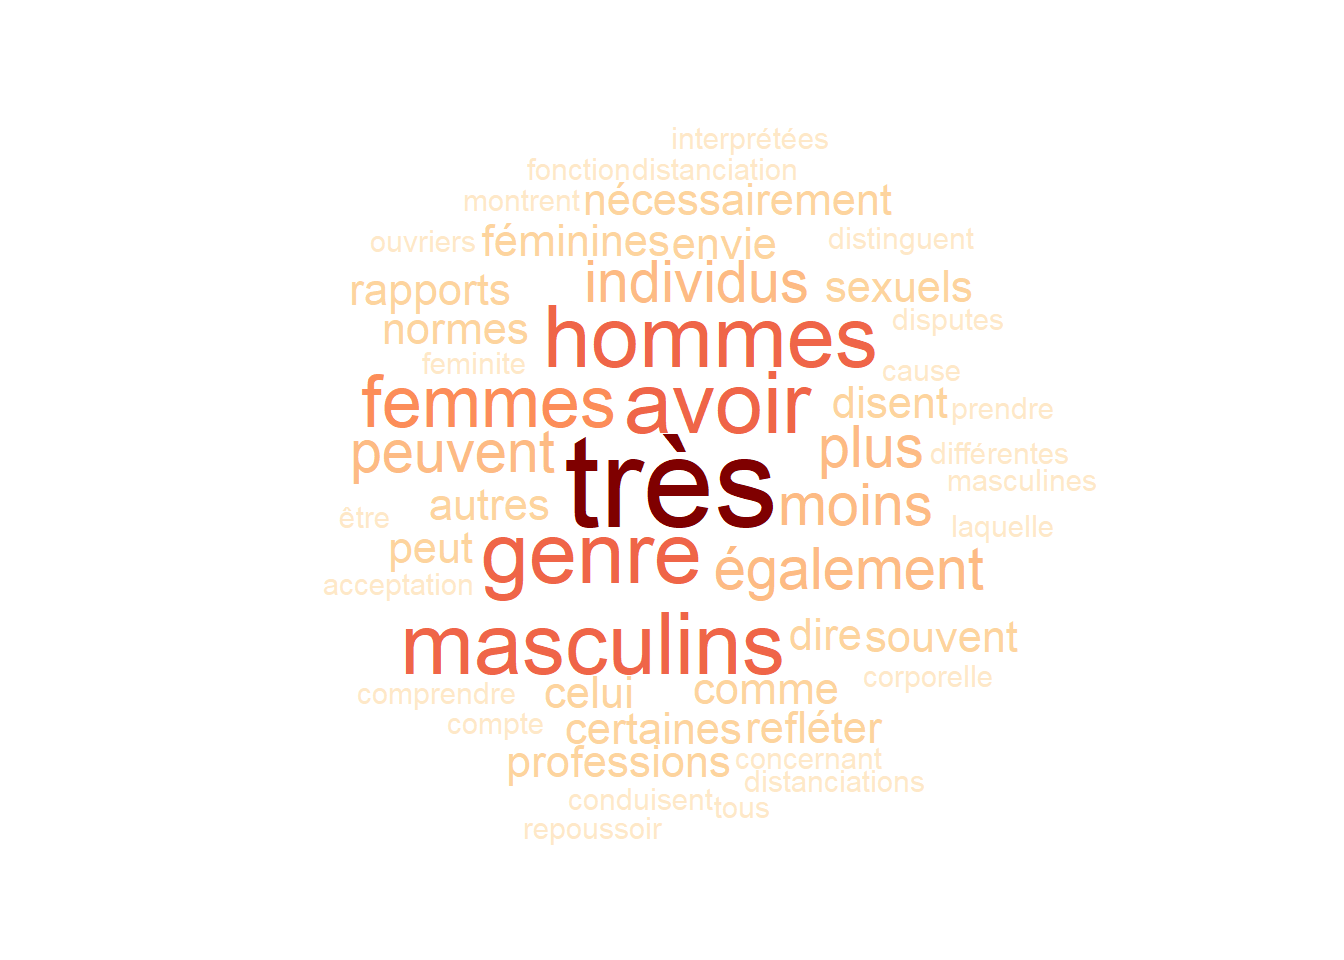 interprétées
fonction distanciation
montrent nécessairement
ouvriers féminines envie distinguent
rapports individus sexuels
normes hommes disputes
feminite cause
femmes avoir disent prendre
peuvent plus différentes
masculines
autres très moins
être laquelle
peut genre également
acceptation
masculins dire souvent
corporelle
comprendre celui comme
compte certaines refléter
professions concernant
distanciations
conduisent tous
repoussoir